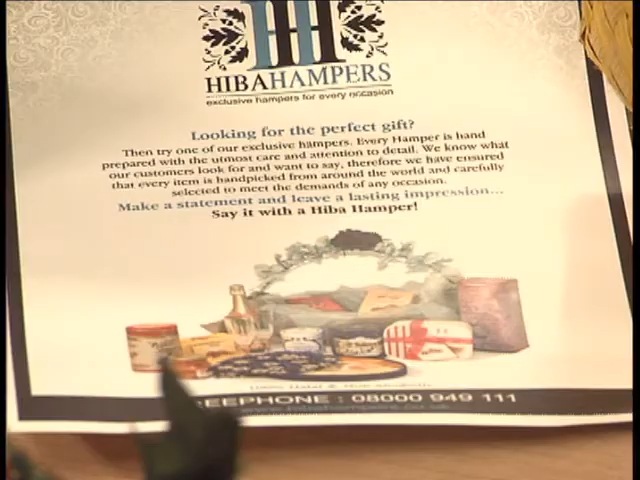 HH
HIBAHAMPERS
exclusive hampers for every occasion
Looking for the perfect gift?
Then try one of our exclusive hampers. Every Hamper is hand
prepared with the utmost care and attention to detail. We know what
our customers look for and want to say, therefore we have ensured
that every item is handpicked from around the world and carefully
selected to meet the demands of any occasion.
Make a statement and leave a lasting impression...
Say it with a Hiba Hamper!
EEPHONE : 08000 949 111